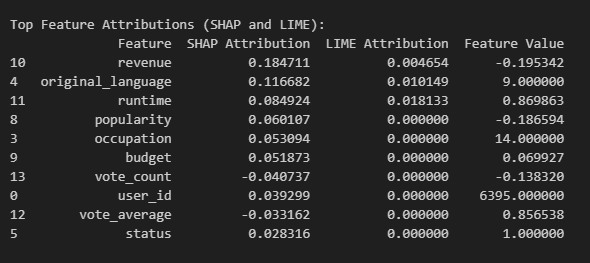 Top Feature Attributions (SHAP and LIME):
Feature SHAP Attribution LIME Attribution Feature Value
10 revenue 0.184711 0.004654 -0.195342
4 original_language 0.116682 0.010149 9.000000
11 runtime 0.084924 0.018133 0.869863
8 popularity 0.060107 0.000000 -0.186594
3 occupation 0.053094 0.000000 14.000000
9 budget 0.051873 0.000000 0.069927
13 vote_count -0.040737 0.000000 -0.138320
0 user_id 0.039299 0.000000 6395.000000
12 vote_average -0.033162 0.000000 0.856538
5 status 0.028316 0.000000 1.000000